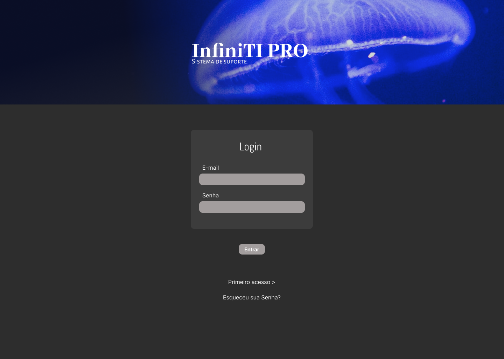 InfiniTI PRO
SISTEMA DE SUPORTE
Login
E-mail
Senha
Entrar
Primeiro acesso >
Esqueceu sua Senha?